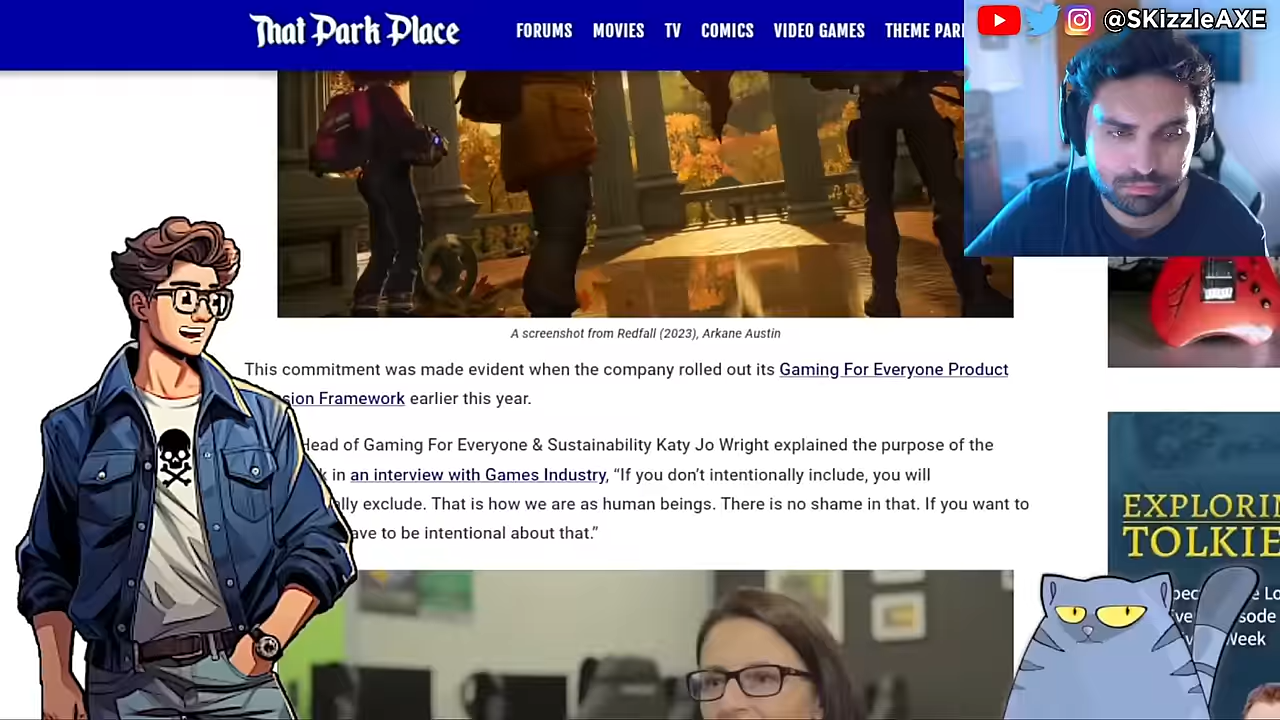 That Park Place
FORUMS MOVIES TV COMICS VIDEO GAMES THEME
@SKizzleAXE
A screenshot from Redfall (2023), Arkane Austin
This commitment was made evident when the company rolled out its Gaming For Everyone Product
Framework earlier this year.
Head of Gaming For Everyone & Sustainability Katy Jo Wright explained the purpose of the
in an interview with Games Industry, “If you don’t intentionally include, you will
exclude. That is how we are as human beings. There is no shame in that. If you want to
to be intentional about that.”
EXPLORIN
TOLKIE
Week